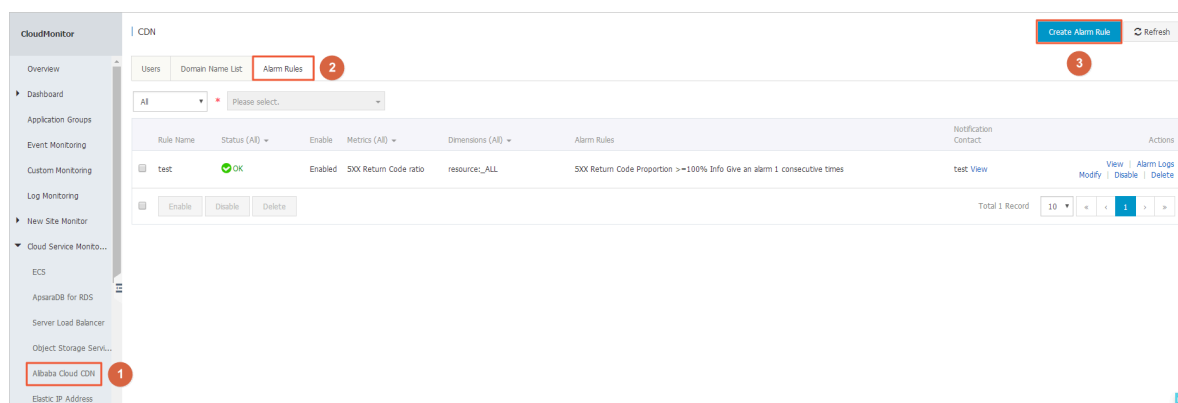 CloudMonitor
CDN
Create Alarm Rule
Refresh
3
Overview
Dashboard
Application Groups
Event Monitoring
Custom Monitoring
Log Monitoring
New Site Monitor
Cloud Service Monito...
ECS
ApsaraDB for RDS
Server Load Balancer
Object Storage Servi...
Alibaba Cloud CDN
1
Elastic IP Address
Users
Domain Name List
Alarm Rules
2
All
* Please select.
Rule Name
Status (All)
Enable
Metrics (All)
Dimensions (All)
Alarm Rules
Notification
Contact
Actions
test
OK
Enabled
5XX Return Code ratio
resource:_ALL
5XX Return Code Proportion >=100% Info Give an alarm 1 consecutive times
test View
View | Alarm Logs
Modify | Disable | Delete
Enable
Disable
Delete
Total 1 Record
10
« ‹ 1 › »